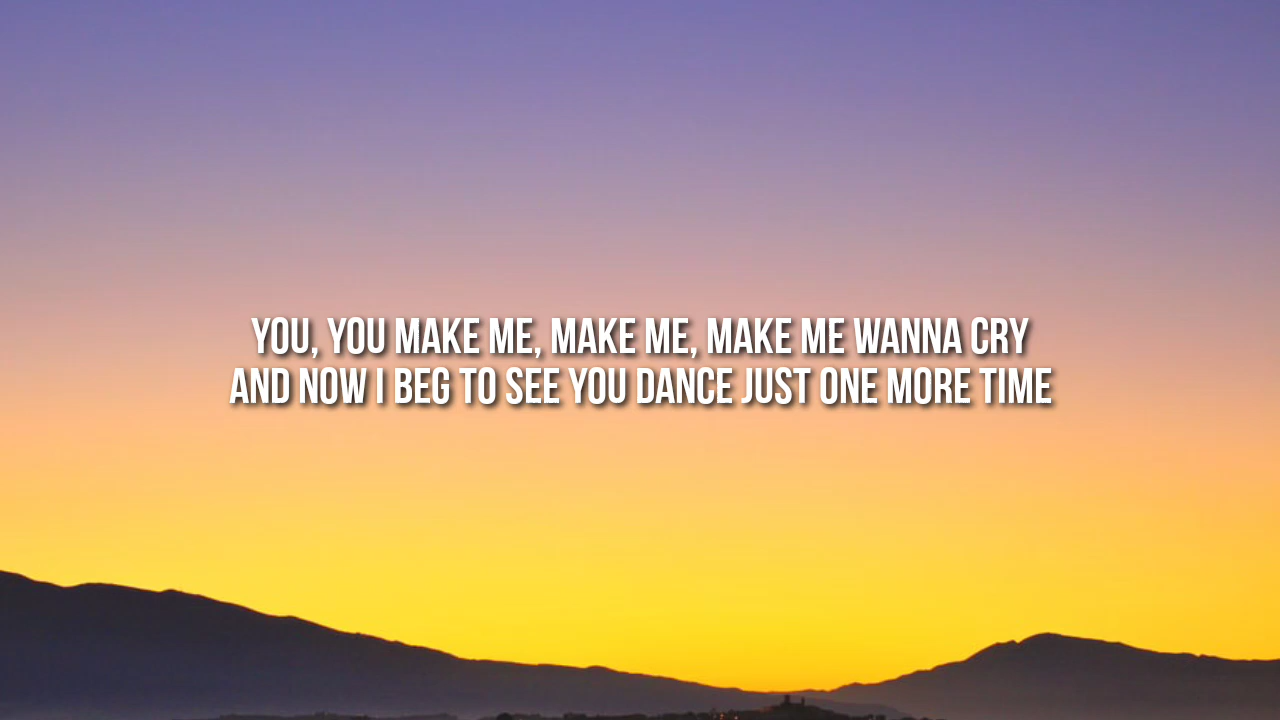 YOU, YOU MAKE ME, MAKE ME, MAKE ME WANNA CRY
AND NOW I BEG TO SEE YOU DANCE JUST ONE MORE TIME